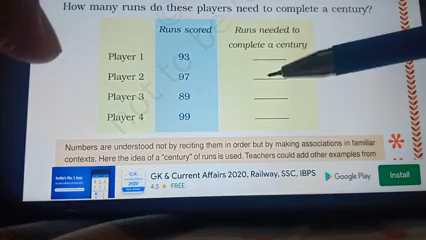 How many runs do these players need to complete a century?
Runs scored
Runs needed to
complete a century
Player 1 93
Player 2 97
Player 3 89
Player 4 99
Numbers are understood not by reciting them in order but by making associations in familiar
contexts. Here the idea of a "century" of runs is used. Teachers could add other examples from
GK & Current Affairs 2020, Railway, SSC, IBPS
4.5 ★ FREE
Google Play
Install